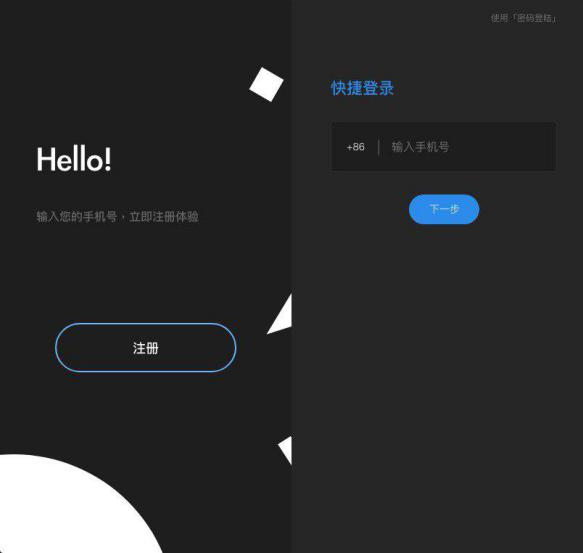 使用「密码登陆」
Hello!
输入您的手机号，立即注册体验
注册
快捷登录
+86 输入手机号
下一步